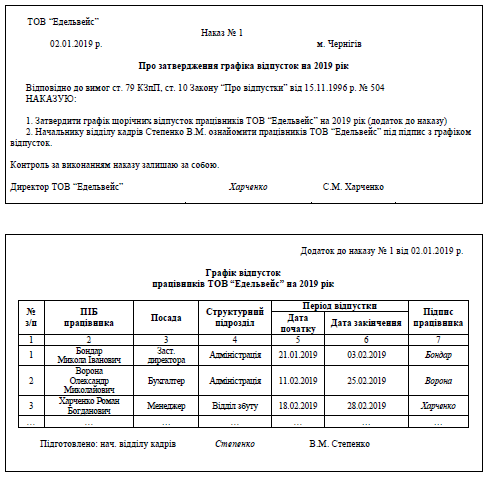 ТОВ “Едельвейс”
Наказ № 1
02.01.2019 р. м. Чернігів
Про затвердження графіка відпусток на 2019 рік
Відповідно до вимог ст. 79 КЗпП, ст. 10 Закону “Про відпустки” від 15.11.1996 р. № 504
НАКАЗУЮ:
1. Затвердити графік щорічних відпусток працівників ТОВ “Едельвейс” на 2019 рік (додаток до наказу)
2. Начальнику відділу кадрів Степенко В.М. ознайомити працівників ТОВ “Едельвейс” під підпис з графіком
відпусток.
Контроль за виконанням наказу залишаю за собою.
Директор ТОВ “Едельвейс” Харченко С.М. Харченко
Додаток до наказу № 1 від 02.01.2019 р.
Графік відпусток
працівників ТОВ “Едельвейс” на 2019 рік
№ з/п ПІБ працівника Посада Структурний підрозділ Період відпустки Підпис працівника
Дата початку Дата закінчення
1 2 3 4 5 6 7
1 Бондар Микола Іванович Заст. директора Адміністрація 21.01.2019 03.02.2019 Бондар
2 Ворона Олександр Миколайович Бухгалтер Адміністрація 11.02.2019 25.02.2019 Ворона
3 Харченко Роман Богданович Менеджер Відділ збуту 18.02.2019 28.02.2019 Харченко
... ... ... ... ... ... ...
Підготовлено: нач. відділу кадрів Степенко В.М. Степенко